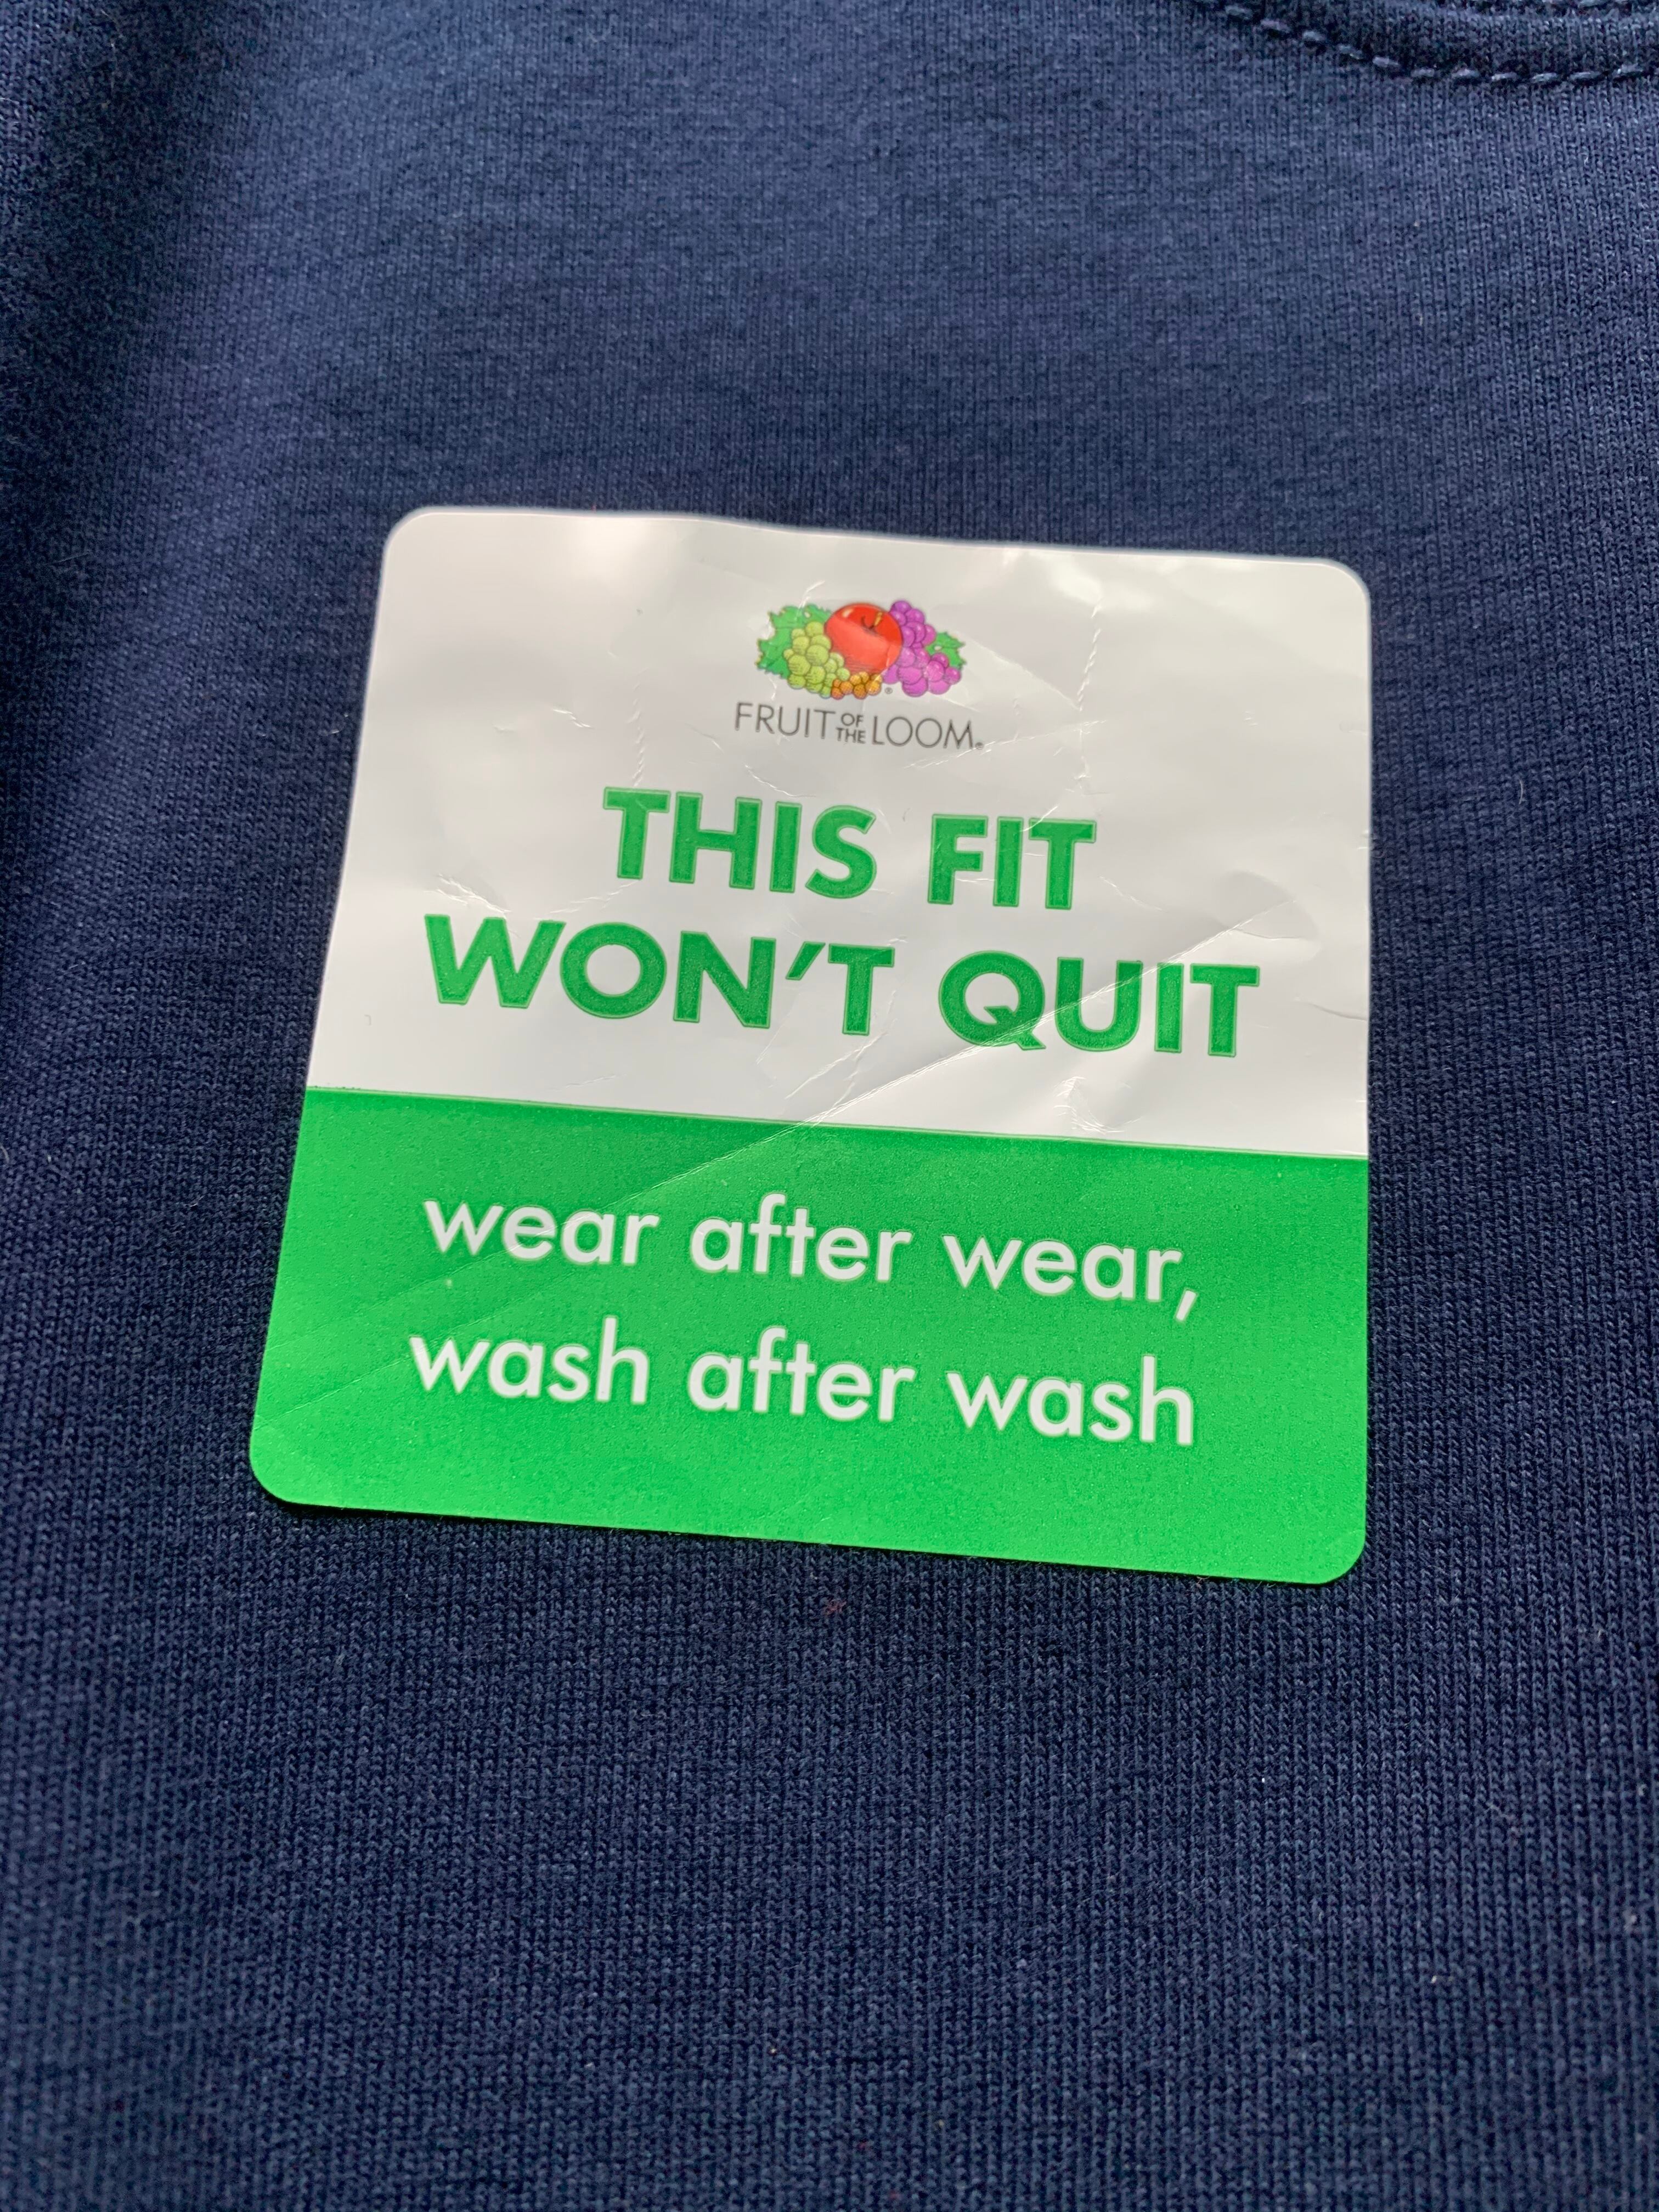 FRUIT OF THE LOOM®
THIS FIT
WON'T QUIT
wear after wear,
wash after wash